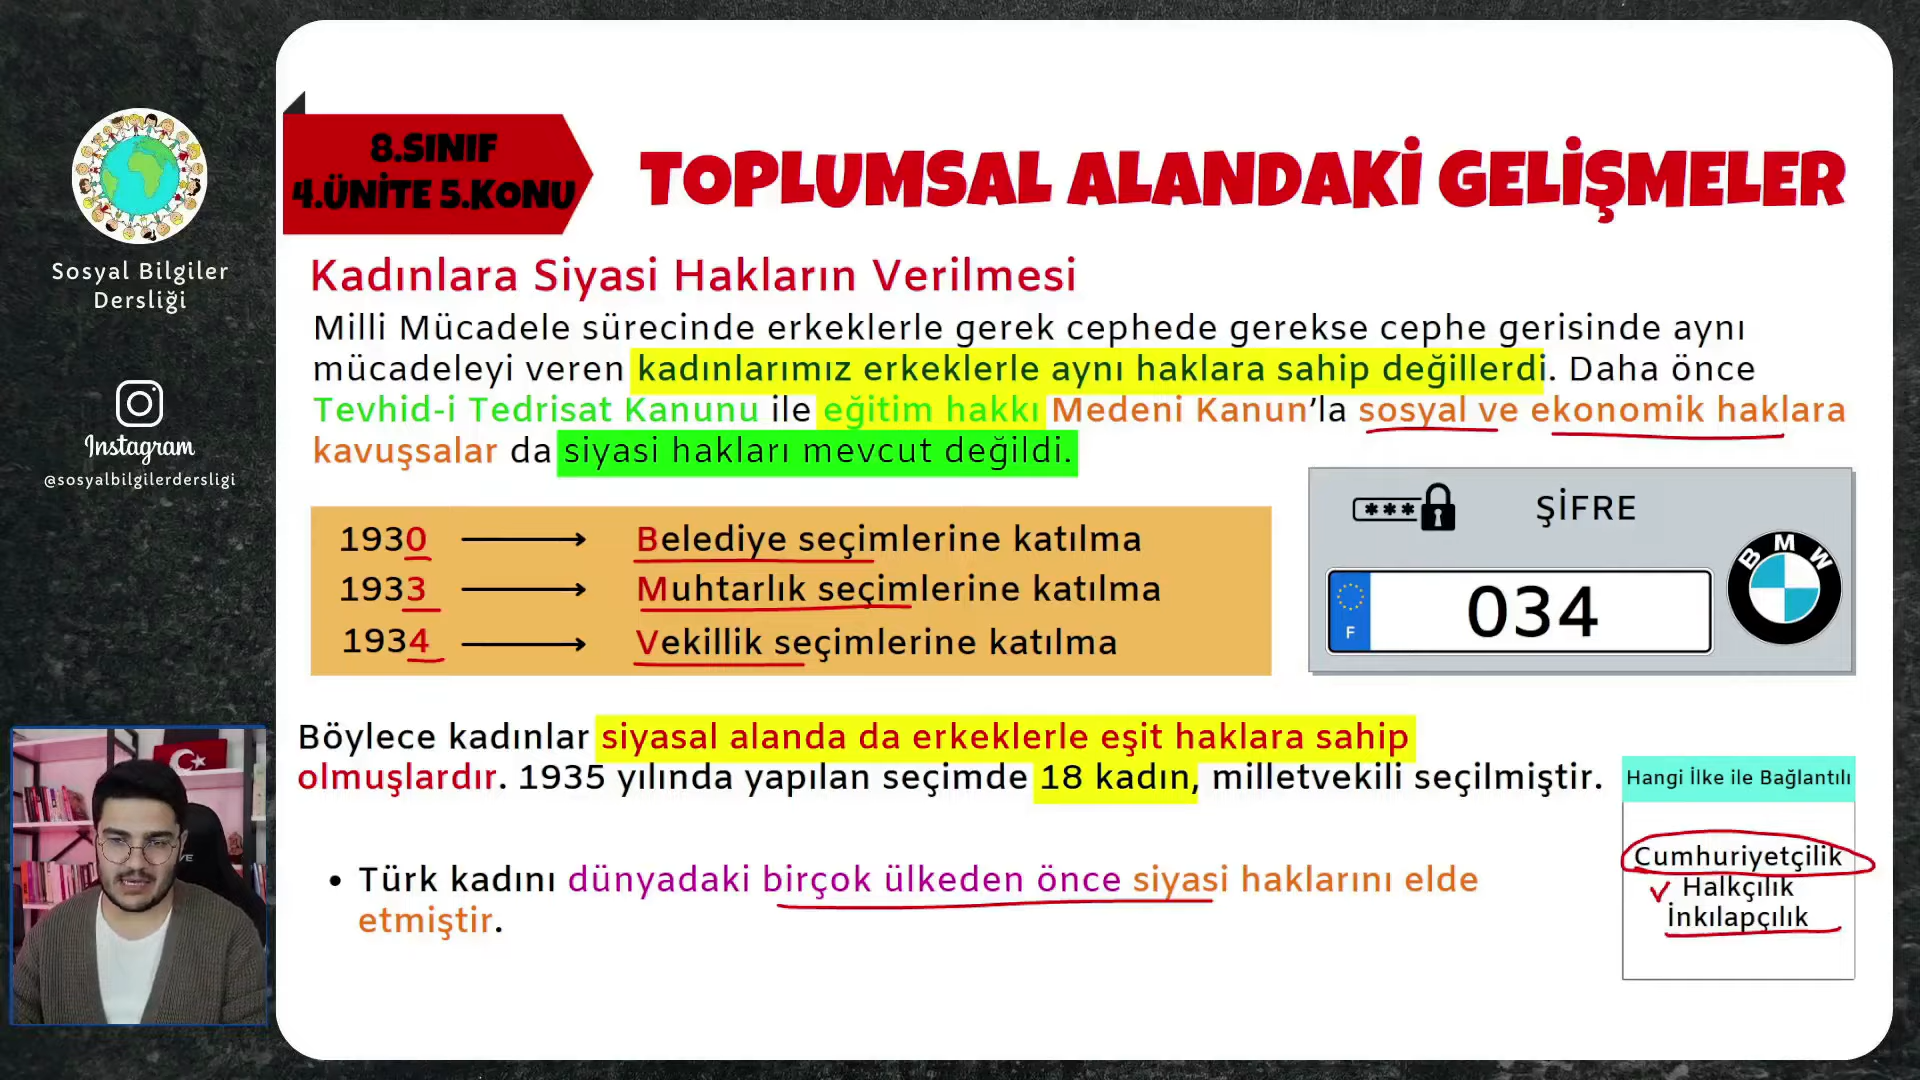 8.SINIF
4.ÜNİTE 5.KONU
TOPLUMSAL ALANDAKİ GELİŞMELER
Sosyal Bilgiler
Dersliği
Instagram
@sosyalbilgilerdersligi
Kadınlara Siyasi Hakların Verilmesi
Milli Mücadele sürecinde erkeklerle gerek cephede gerekse cephe gerisinde aynı
mücadeleyi veren kadınlarımız erkeklerle aynı haklara sahip değillerdi. Daha önce
Tevhid-i Tedrisat Kanunu ile eğitim hakkı Medeni Kanun'la sosyal ve ekonomik haklara
kavuşsalar da siyasi hakları mevcut değildi.
1930 Belediye seçimlerine katılma
1933 Muhtarlık seçimlerine katılma
1934 Vekillik seçimlerine katılma
*** ŞİFRE
BMW
F 034
Böylece kadınlar siyasal alanda da erkeklerle eşit haklara sahip
olmuşlardır. 1935 yılında yapılan seçimde 18 kadın, milletvekili seçilmiştir.
Hangi İlke ile Bağlantılı
Cumhuriyetçilik
Halkçılık
İnkılapçılık
• Türk kadını dünyadaki birçok ülkeden önce siyasi haklarını elde
etmiştir.